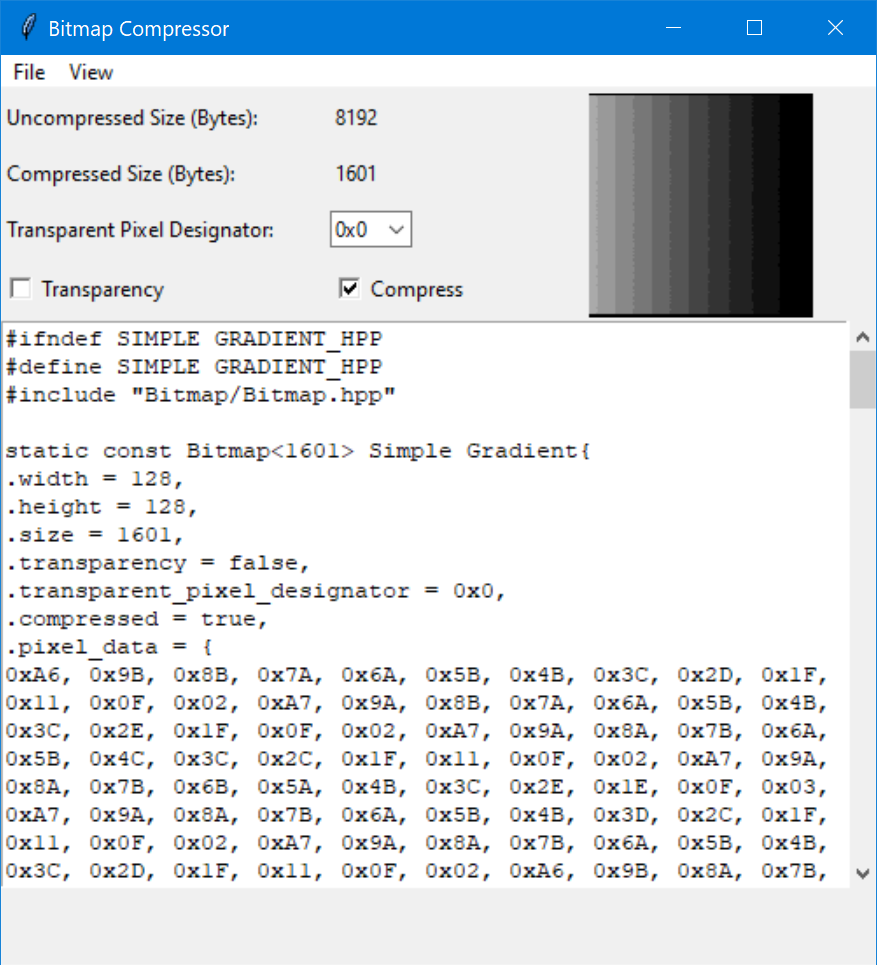 Bitmap Compressor
File View
Uncompressed Size (Bytes): 8192
Compressed Size (Bytes): 1601
Transparent Pixel Designator: 0x0
Transparency Compress
#ifndef SIMPLE GRADIENT_HPP
#define SIMPLE GRADIENT_HPP
#include "Bitmap/Bitmap.hpp"
static const Bitmap<1601> Simple Gradient{
.width = 128,
.height = 128,
.size = 1601,
.transparency = false,
.transparent_pixel_designator = 0x0,
.compressed = true,
.pixel_data = {
0xA6, 0x9B, 0x8B, 0x7A, 0x6A, 0x5B, 0x4B, 0x3C, 0x2D, 0x1F,
0x11, 0x0F, 0x02, 0xA7, 0x9A, 0x8B, 0x7A, 0x6A, 0x5B, 0x4B,
0x3C, 0x2E, 0x1F, 0x0F, 0x02, 0xA7, 0x9A, 0x8A, 0x7B, 0x6A,
0x5B, 0x4C, 0x3C, 0x2C, 0x1F, 0x11, 0x0F, 0x02, 0xA7, 0x9A,
0x8A, 0x7B, 0x6B, 0x5A, 0x4B, 0x3C, 0x2E, 0x1E, 0x0F, 0x03,
0xA7, 0x9A, 0x8A, 0x7B, 0x6A, 0x5B, 0x4B, 0x3D, 0x2C, 0x1F,
0x11, 0x0F, 0x02, 0xA7, 0x9A, 0x8A, 0x7B, 0x6A, 0x5B, 0x4B,
0x3C, 0x2D, 0x1F, 0x11, 0x0F, 0x02, 0xA6, 0x9B, 0x8A, 0x7B,